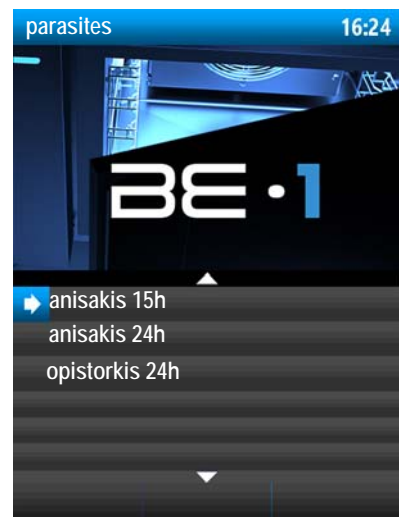 parasites 16:24
BE·1
anisakis 15h
anisakis 24h
opistorkis 24h